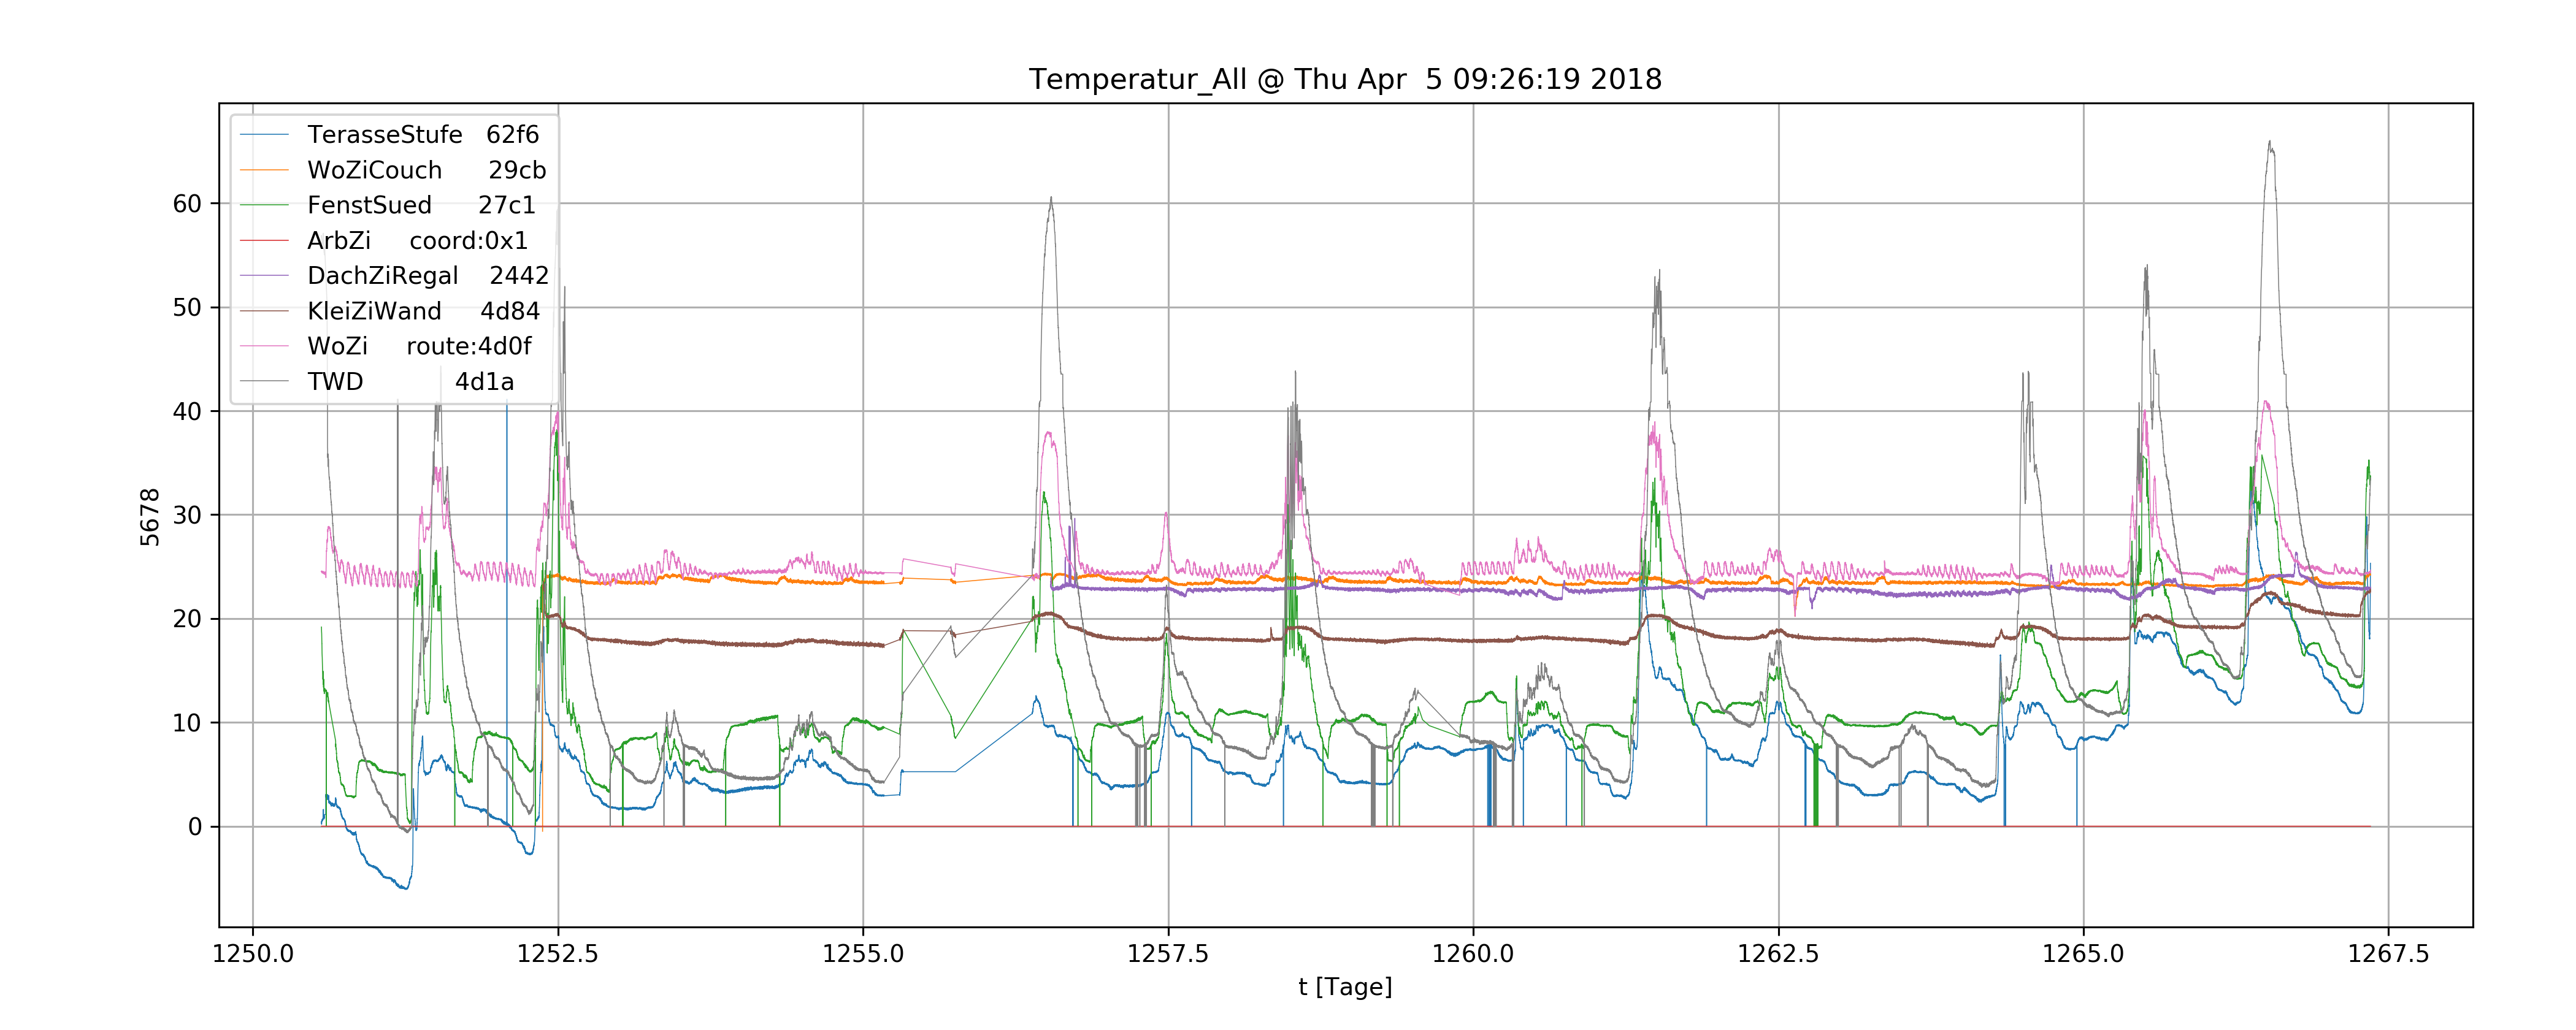 Temperatur_All @ Thu Apr  5 09:26:19 2018
TerasseStufe   62f6
WoZiCouch      29cb
FenstSued      27c1
ArbZi     coord:0x1
DachZiRegal    2442
KleiZiWand     4d84
WoZi     route:4d0f
TWD            4d1a
60
50
40
30
20
10
0
5678
1250.0 1252.5 1255.0 1257.5 1260.0 1262.5 1265.0 1267.5
t [Tage]